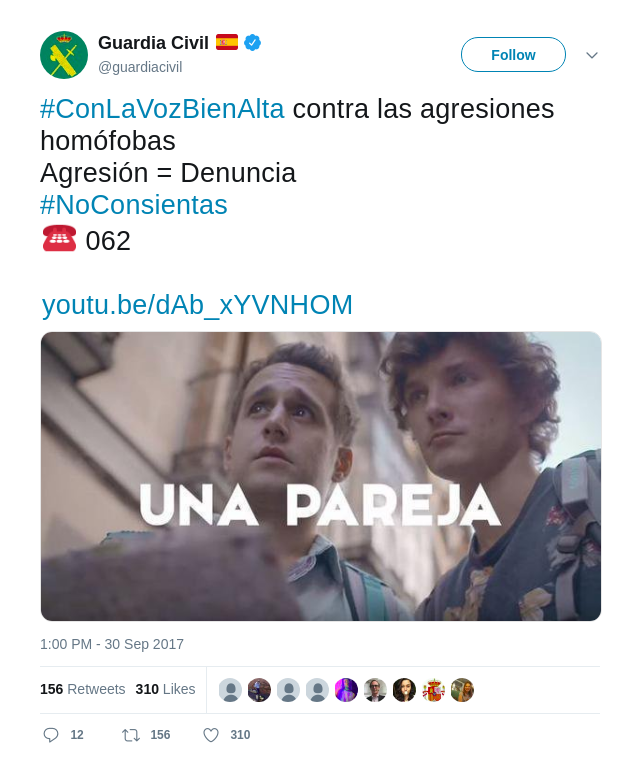 Guardia Civil 🇪🇸
@guardiacivil
Follow
#ConLaVozBienAlta contra las agresiones
homófobas
Agresión = Denuncia
#NoConsientas
☎️ 062
youtu.be/dAb_xYVNHOM
UNA PAREJA
1:00 PM - 30 Sep 2017
156 Retweets 310 Likes
12 156 310